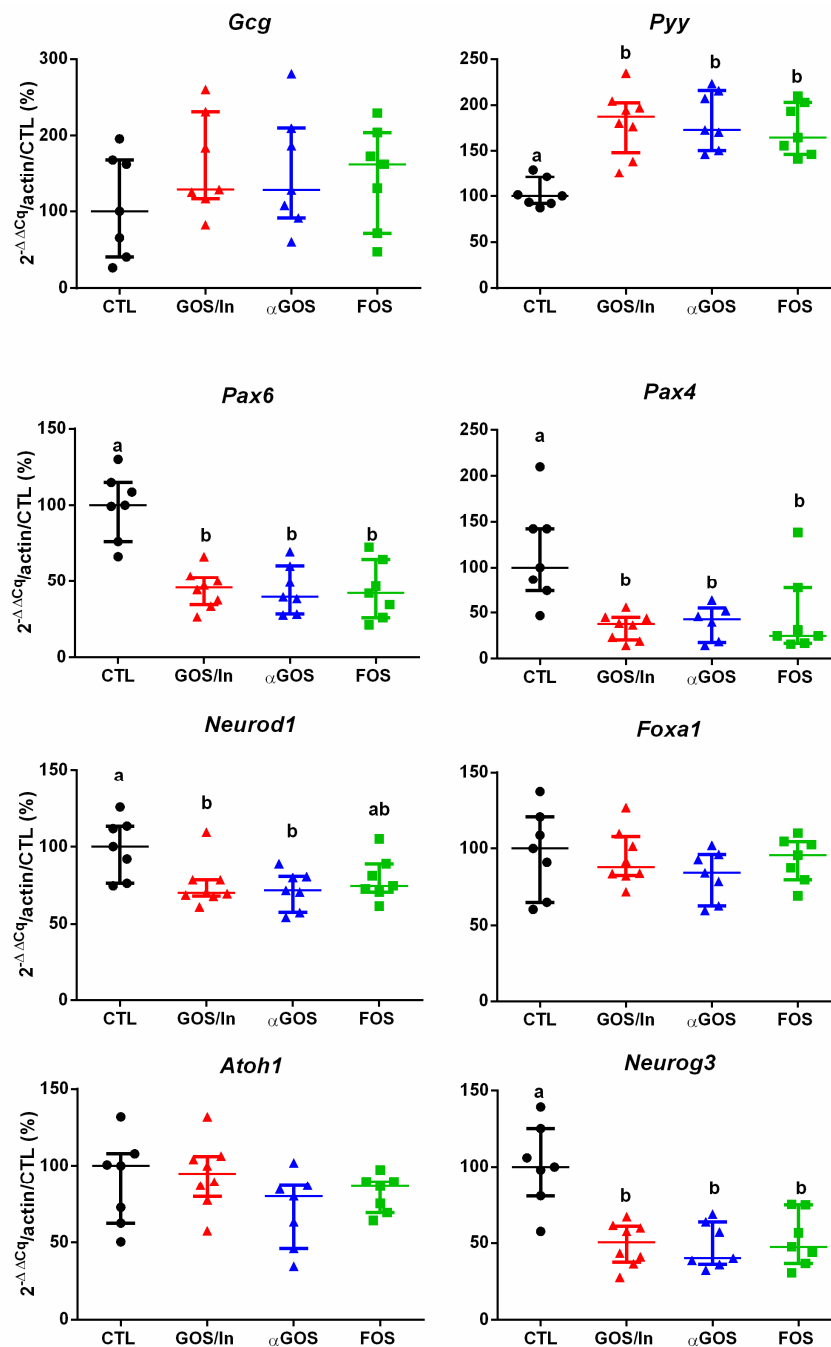 Gcg
2^-ΔΔCq/actin/CTL (%)
300
200
100
0
CTL GOS/In αGOS FOS
Pyy
250
200
150
100
50
0
a b b b
CTL GOS/In αGOS FOS
Pax6
2^-ΔΔCq/actin/CTL (%)
150
100
50
0
a b b b
CTL GOS/In αGOS FOS
Pax4
250
200
150
100
50
0
a b b b
CTL GOS/In αGOS FOS
Neurod1
2^-ΔΔCq/actin/CTL (%)
150
100
50
0
a b b ab
CTL GOS/In αGOS FOS
Foxa1
150
100
50
0
CTL GOS/In αGOS FOS
Atoh1
2^-ΔΔCq/actin/CTL (%)
150
100
50
0
CTL GOS/In αGOS FOS
Neurog3
150
100
50
0
a b b b
CTL GOS/In αGOS FOS